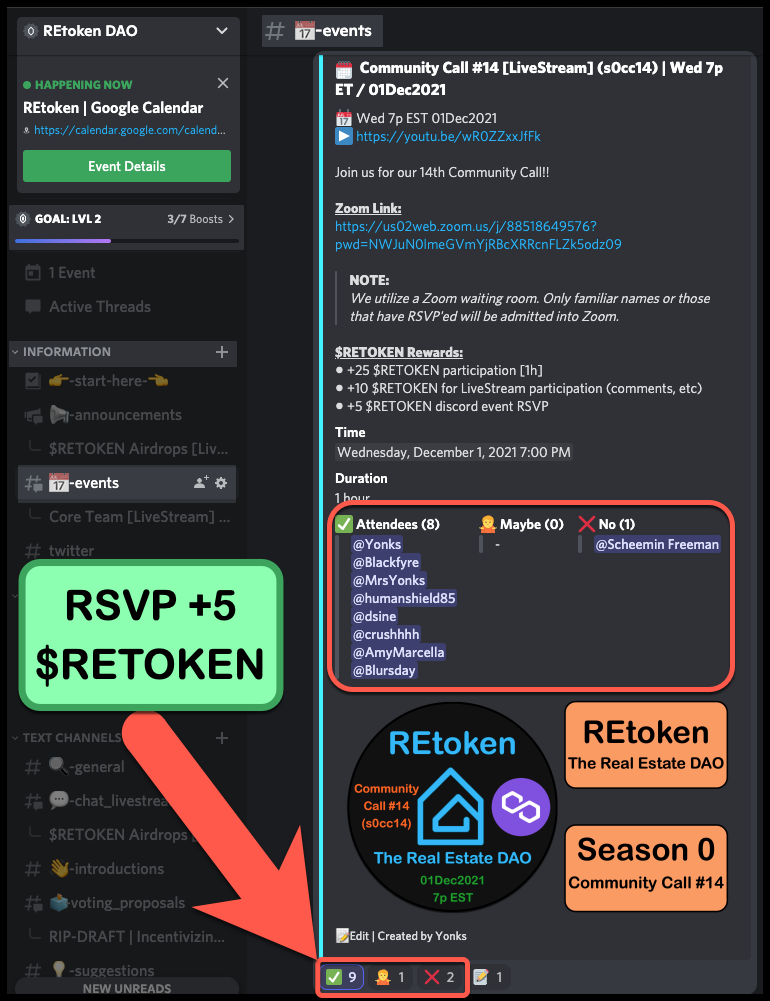 REtoken DAO
HAPPENING NOW
REtoken | Google Calendar
https://calendar.google.com/calend...
Event Details
GOAL: LVL 2 3/7 Boosts >
1 Event
Active Threads
INFORMATION +
👉-start-here-👈
-announcements
$RETOKEN Airdrops [Liv...
📅-events
Core Team [LiveStream] ...
twitter
RSVP +5
$RETOKEN
TEXT CHANNELS +
🔍-general
💬-chat_livestrea
$RETOKEN Airdrops
👋-introductions
🗳-voting_proposals
RIP-DRAFT | Incentivizin...
💡-suggestions
NEW UNREADS
# 📅-events
Community Call #14 [LiveStream] (s0cc14) | Wed 7p
ET / 01Dec2021
Wed 7p EST 01Dec2021
https://youtu.be/wR0ZZxxJfFk
Join us for our 14th Community Call!!
Zoom Link:
https://us02web.zoom.us/j/88518649576?
pwd=NWJuN0lmeGVmYjRBcXRRcnFLZk5odz09
NOTE:
We utilize a Zoom waiting room. Only familiar names or those
that have RSVP'ed will be admitted into Zoom.
$RETOKEN Rewards:
● +25 $RETOKEN participation [1h]
● +10 $RETOKEN for LiveStream participation (comments, etc)
● +5 $RETOKEN discord event RSVP
Time
Wednesday, December 1, 2021 7:00 PM
Duration
1 hour
✅ Attendees (8) 🙋 Maybe (0) ❌ No (1)
@Yonks - @Scheemin Freeman
@Blackfyre
@MrsYonks
@humanshield85
@dsine
@crushhhh
@AmyMarcella
@Blursday
REtoken
Community
Call #14
(s0cc14)
The Real Estate DAO
01Dec2021
7p EST
REtoken
The Real Estate DAO
Season 0
Community Call #14
📝Edit | Created by Yonks
✅ 9 🙋 1 ❌ 2 📝 1